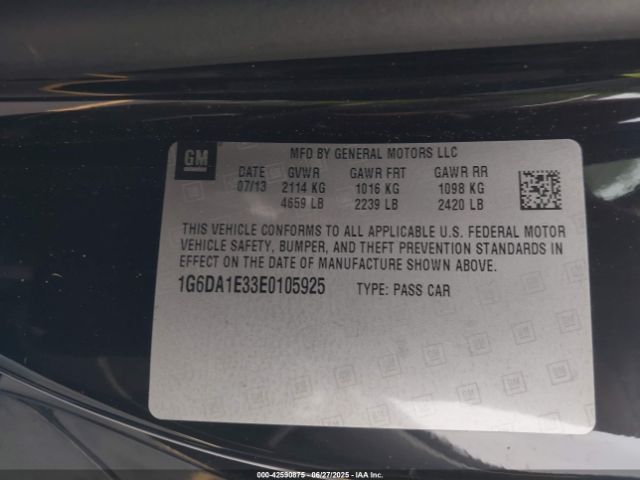 GM
MFD BY GENERAL MOTORS LLC
DATE GVWR GAWR FRT GAWR RR
07/13 2114 KG 1016 KG 1098 KG
4659 LB 2239 LB 2420 LB
THIS VEHICLE CONFORMS TO ALL APPLICABLE U.S. FEDERAL MOTOR
VEHICLE SAFETY, BUMPER, AND THEFT PREVENTION STANDARDS IN
EFFECT ON THE DATE OF MANUFACTURE SHOWN ABOVE.
1G6DA1E33E0105925 TYPE: PASS CAR
000-42590875 - 06/27/2025 - IAA Inc.